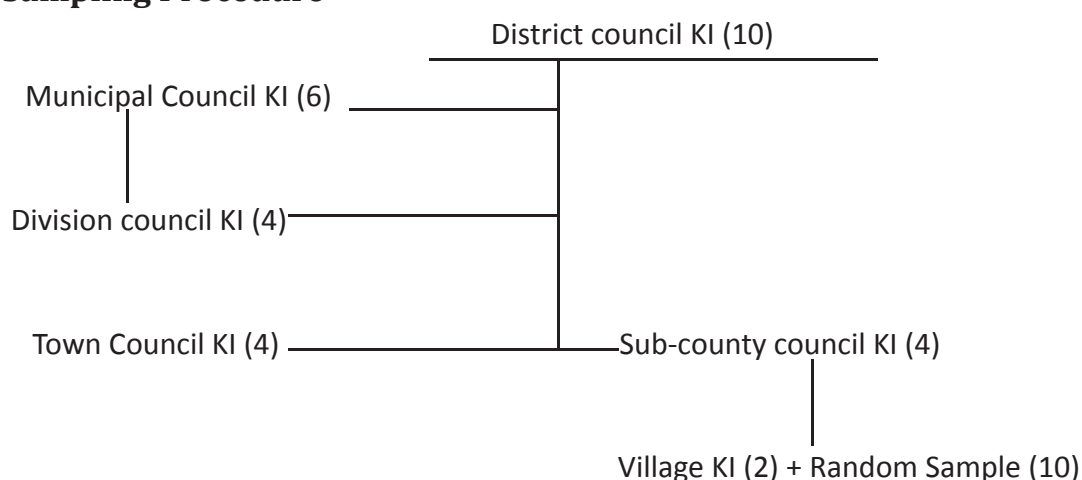 Sampling Procedure
District council KI (10)
Municipal Council KI (6)
Division council KI (4)
Town Council KI (4)
Sub-county council KI (4)
Village KI (2) + Random Sample (10)